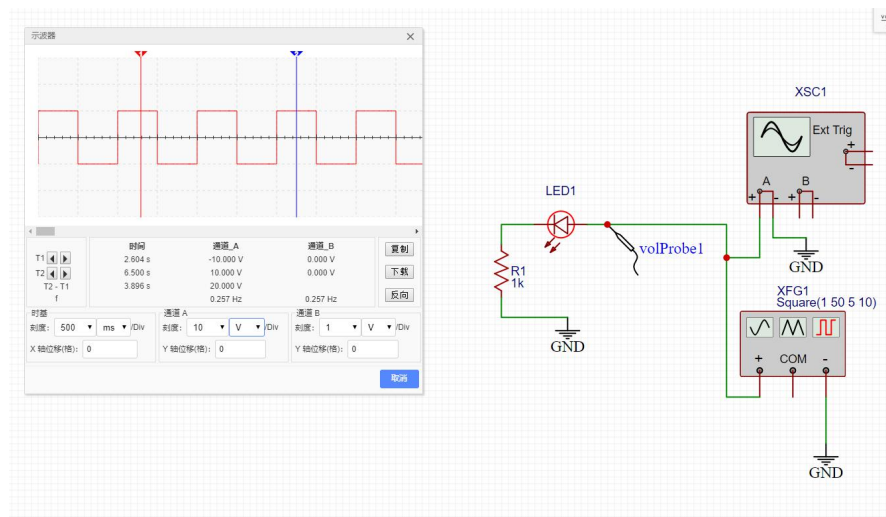 示波器
时间 通道_A 通道_B
T1 2.604 s -10.000 V 0.000 V
T2 6.500 s 10.000 V 0.000 V
T2 - T1 3.896 s 20.000 V
f 0.257 Hz 0.257 Hz
复制
下载
反向
时基
刻度: 500 ms /Div
X 轴位移(格): 0
通道 A
刻度: 10 V /Div
Y 轴位移(格): 0
通道 B
刻度: 1 V /Div
Y 轴位移(格): 0
取消
XSC1
Ext Trig
+
-
A B
+ - + -
GND
LED1
volProbe1
R1
1k
GND
XFG1
Square(1 50 5 10)
+ COM -
GND